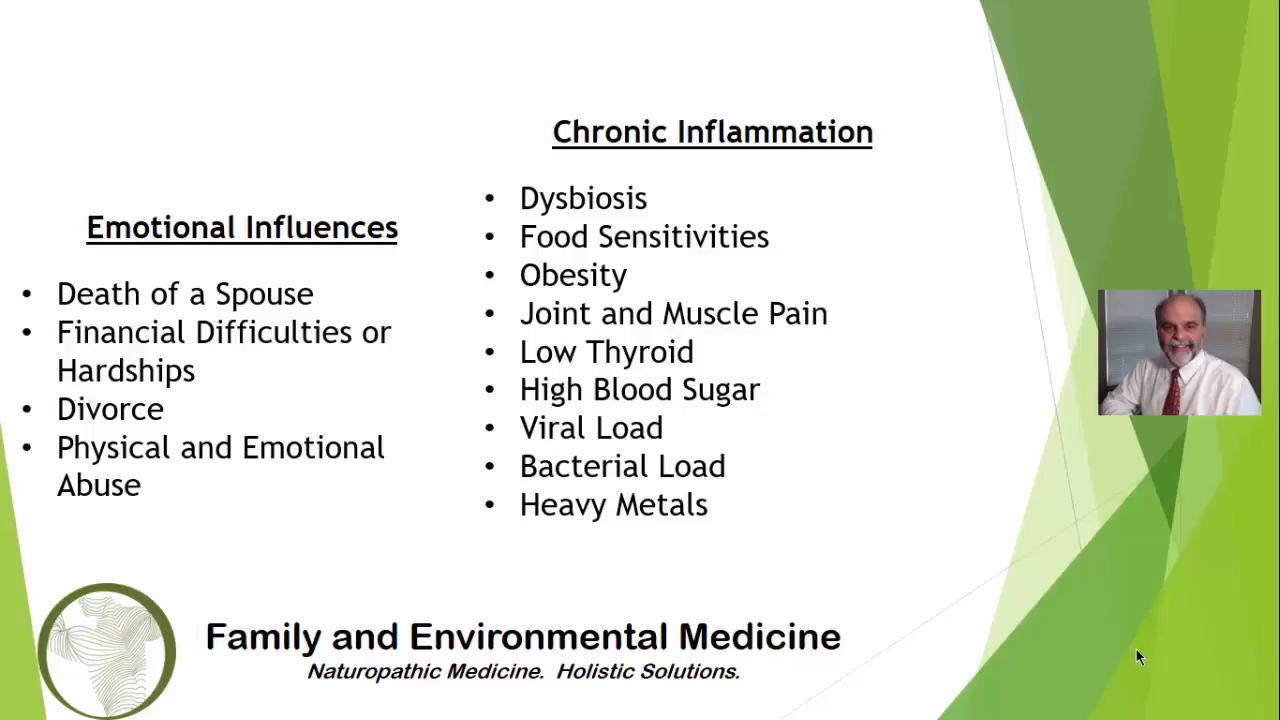 Emotional Influences
• Death of a Spouse
• Financial Difficulties or
Hardships
• Divorce
• Physical and Emotional
Abuse
Chronic Inflammation
• Dysbiosis
• Food Sensitivities
• Obesity
• Joint and Muscle Pain
• Low Thyroid
• High Blood Sugar
• Viral Load
• Bacterial Load
• Heavy Metals
Family and Environmental Medicine
Naturopathic Medicine. Holistic Solutions.